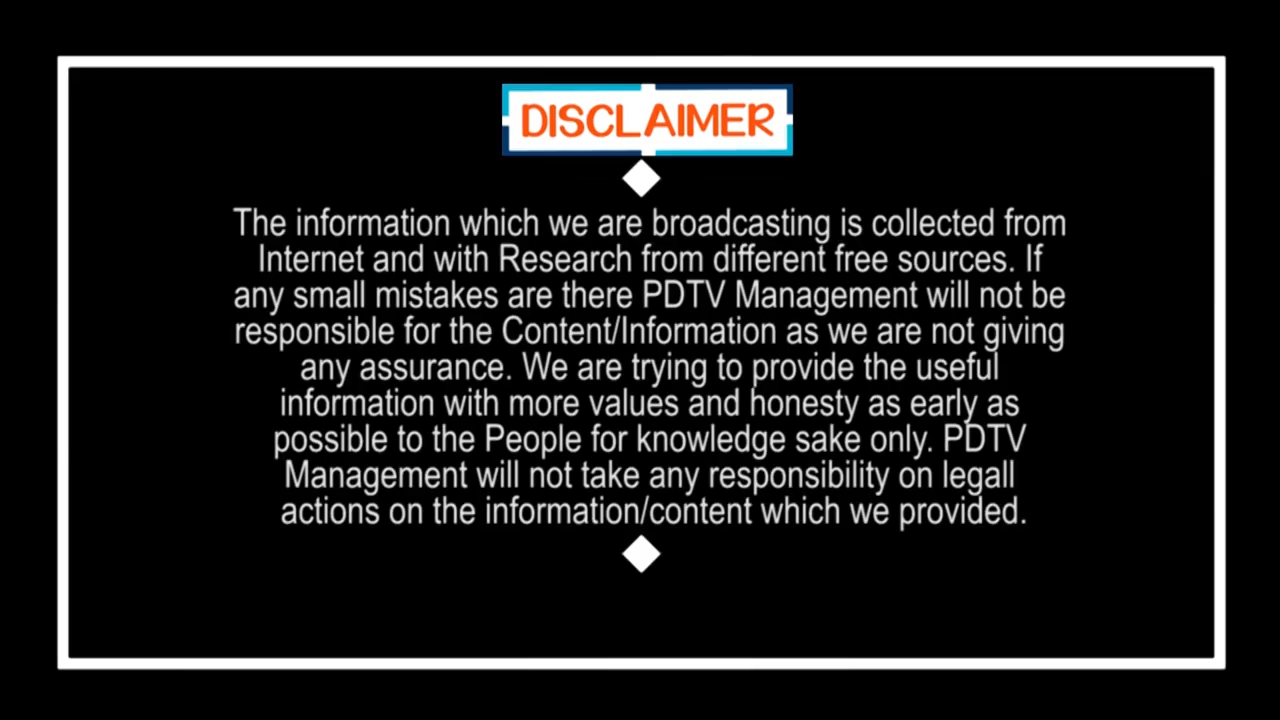 DISCLAIMER
The information which we are broadcasting is collected from
Internet and with Research from different free sources. If
any small mistakes are there PDTV Management will not be
responsible for the Content/Information as we are not giving
any assurance. We are trying to provide the useful
information with more values and honesty as early as
possible to the People for knowledge sake only. PDTV
Management will not take any responsibility on legall
actions on the information/content which we provided.